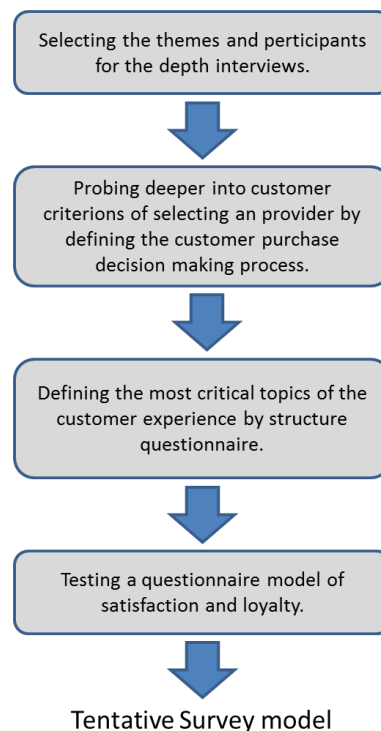 Selecting the themes and perticipants
for the depth interviews.
Probing deeper into customer
criterions of selecting an provider by
defining the customer purchase
decision making process.
Defining the most critical topics of the
customer experience by structure
questionnaire.
Testing a questionnaire model of
satisfaction and loyalty.
Tentative Survey model